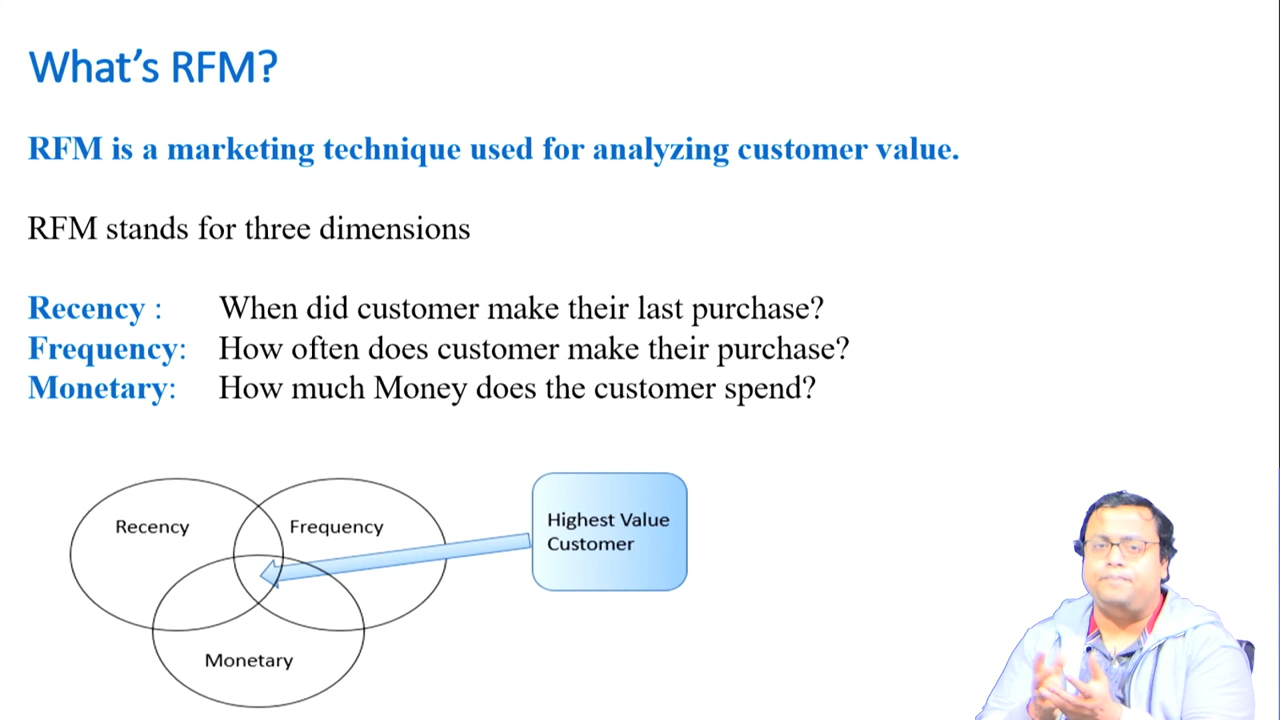 What's RFM?
RFM is a marketing technique used for analyzing customer value.
RFM stands for three dimensions
Recency : When did customer make their last purchase?
Frequency: How often does customer make their purchase?
Monetary: How much Money does the customer spend?
Recency
Frequency
Highest Value
Customer
Monetary